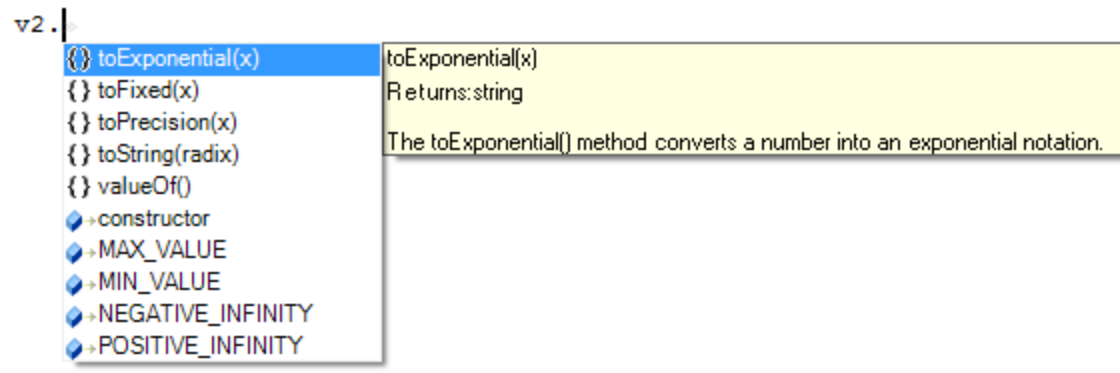 v2.
{} toExponential(x)
{} toFixed(x)
{} toPrecision(x)
{} toString(radix)
{} valueOf()
constructor
MAX_VALUE
MIN_VALUE
NEGATIVE_INFINITY
POSITIVE_INFINITY
toExponential(x)
Returns:string
The toExponential() method converts a number into an exponential notation.